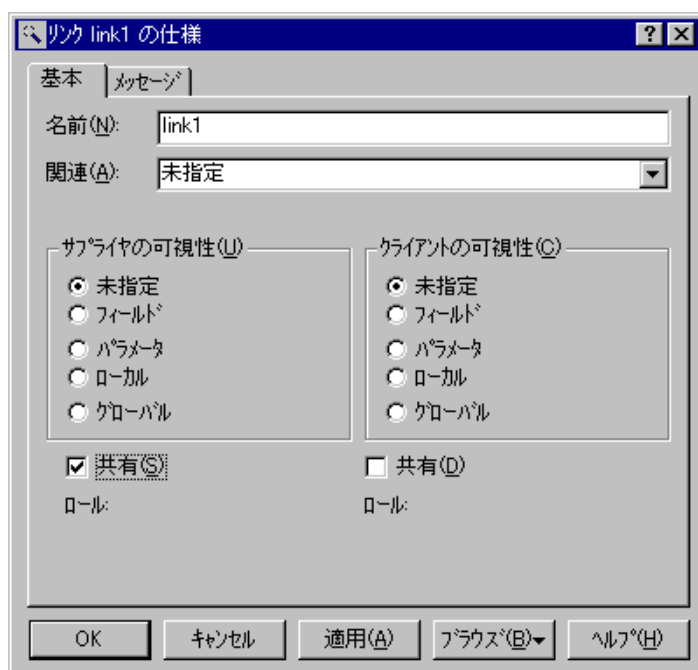 リンク link1 の仕様
基本 メッセージ
名前(N): link1
関連(A): 未指定
サプライヤの可視性(U) クライアントの可視性(C)
未指定 未指定
フィールド フィールド
パラメータ パラメータ
ローカル ローカル
グローバル グローバル
共有(S) 共有(D)
ロール: ロール:
OK キャンセル 適用(A) ブラウズ(B) ヘルプ(H)